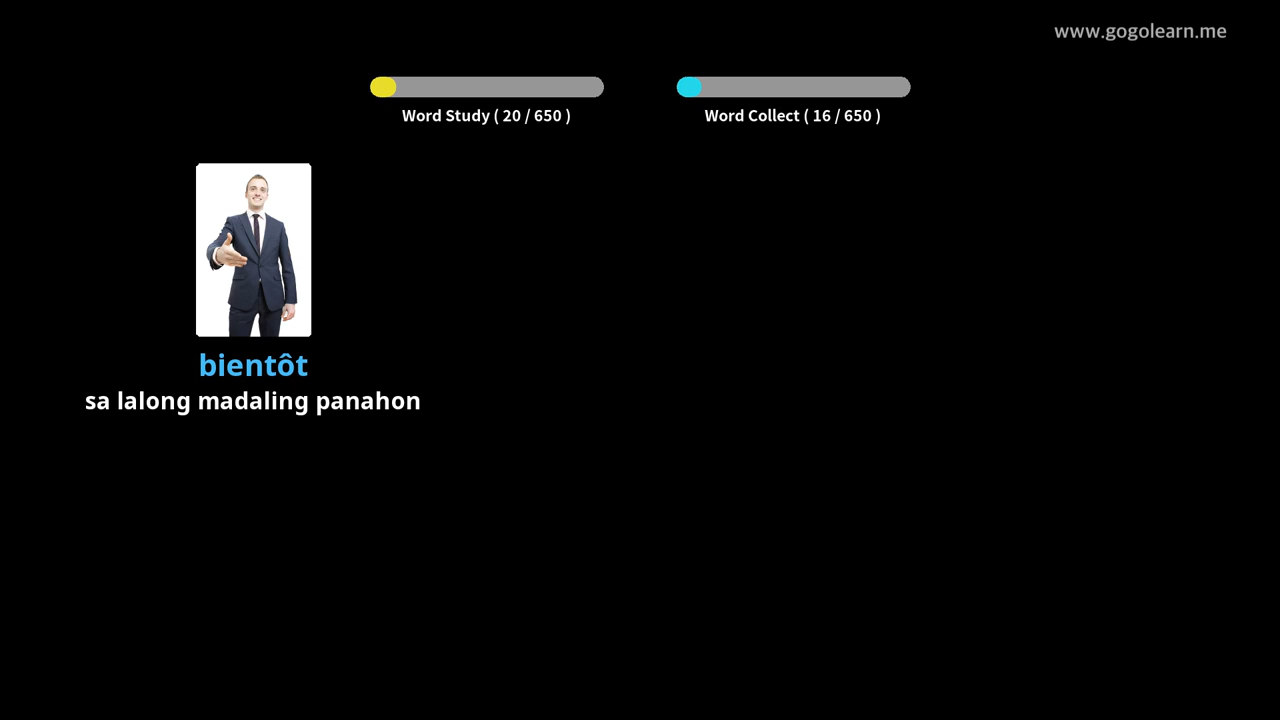 www.gogolearn.me
Word Study ( 20 / 650 )
Word Collect ( 16 / 650 )
bientôt
sa lalong madaling panahon